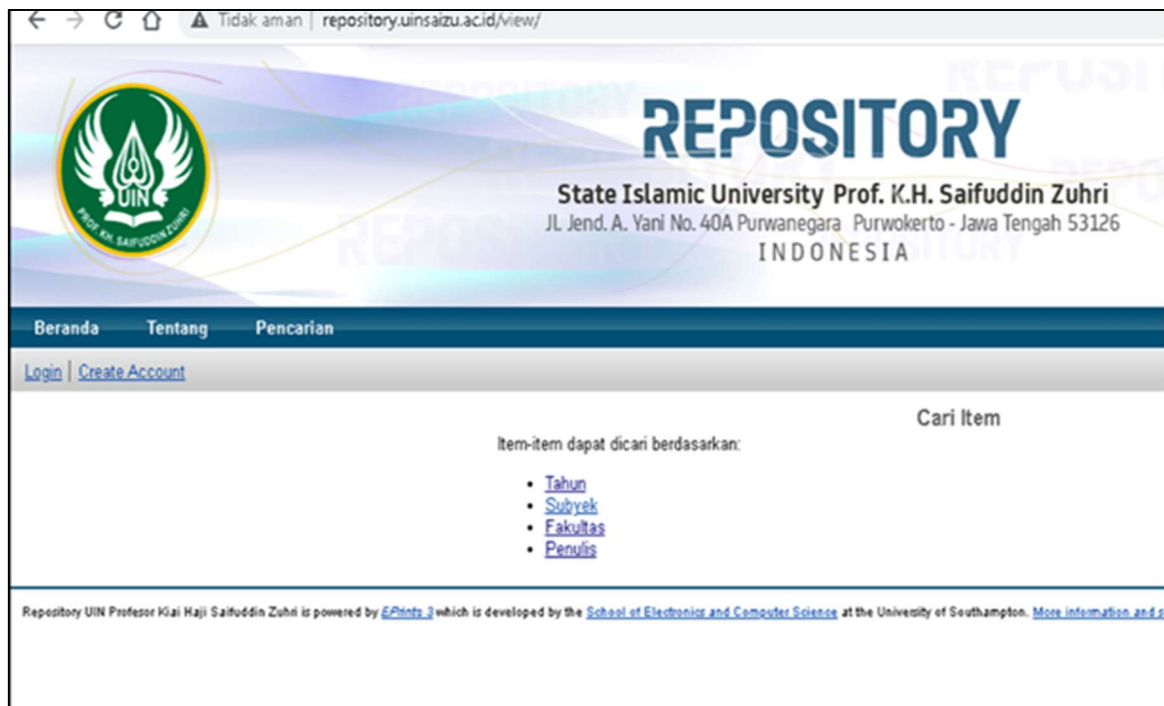 Tidak aman | repository.uinsaizu.ac.id/view/
REPOSITORY
State Islamic University Prof. K.H. Saifuddin Zuhri
Jl. Jend. A. Yani No. 40A Purwanegara Purwokerto - Jawa Tengah 53126
INDONESIA
UIN
PROF. KH. SAIFUDDIN ZUHRI
Beranda Tentang Pencarian
Login | Create Account
Cari Item
Item-item dapat dicari berdasarkan:
• Tahun
• Subyek
• Fakultas
• Penulis
Repository UIN Profesor Kiai Haji Saifuddin Zuhri is powered by EPrints 3 which is developed by the School of Electronics and Computer Science at the University of Southampton. More information and s